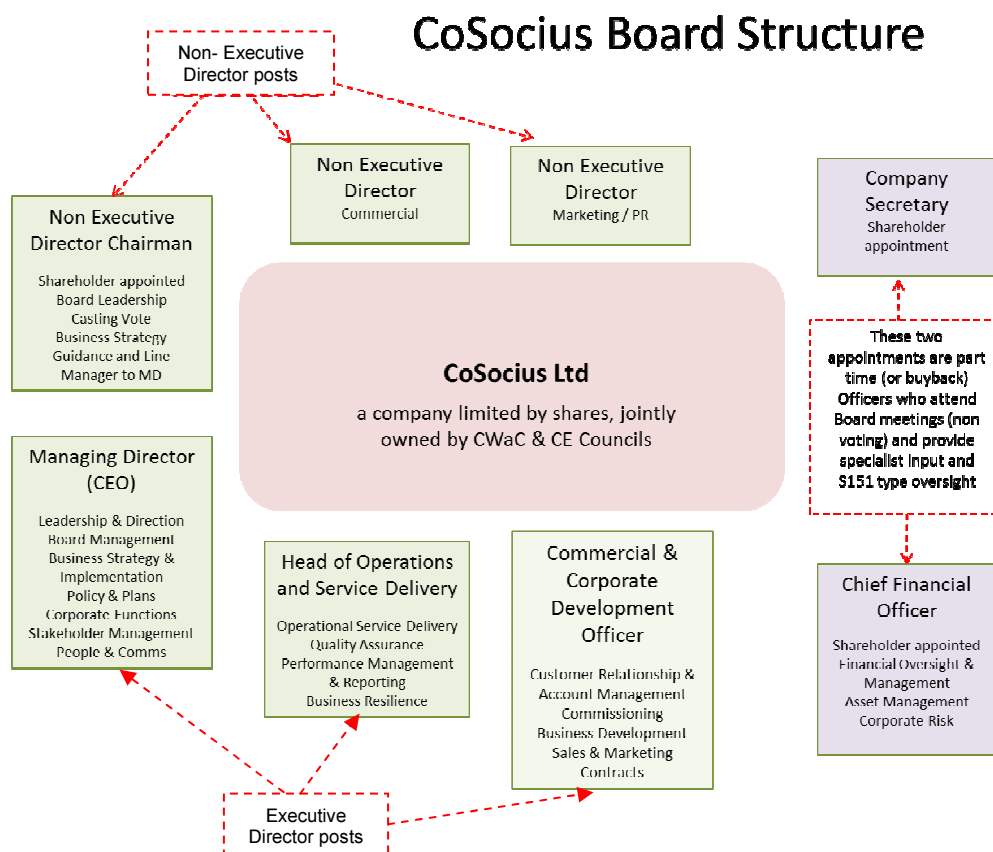 CoSocius Board Structure
Non- Executive
Director posts
Non Executive
Director
Commercial
Non Executive
Director
Marketing / PR
Company
Secretary
Shareholder
appointment
Non Executive
Director Chairman
Shareholder appointed
Board Leadership
Casting Vote
Business Strategy
Guidance and Line
Manager to MD
CoSocius Ltd
a company limited by shares, jointly
owned by CWaC & CE Councils
These two
appointments are part
time (or buyback)
Officers who attend
Board meetings (non
voting) and provide
specialist input and
S151 type oversight
Managing Director
(CEO)
Leadership & Direction
Board Management
Business Strategy &
Implementation
Policy & Plans
Corporate Functions
Stakeholder Management
People & Comms
Head of Operations
and Service Delivery
Operational Service Delivery
Quality Assurance
Performance Management
& Reporting
Business Resilience
Commercial &
Corporate
Development
Officer
Customer Relationship &
Account Management
Commissioning
Business Development
Sales & Marketing
Contracts
Chief Financial
Officer
Shareholder appointed
Financial Oversight &
Management
Asset Management
Corporate Risk
Executive
Director posts